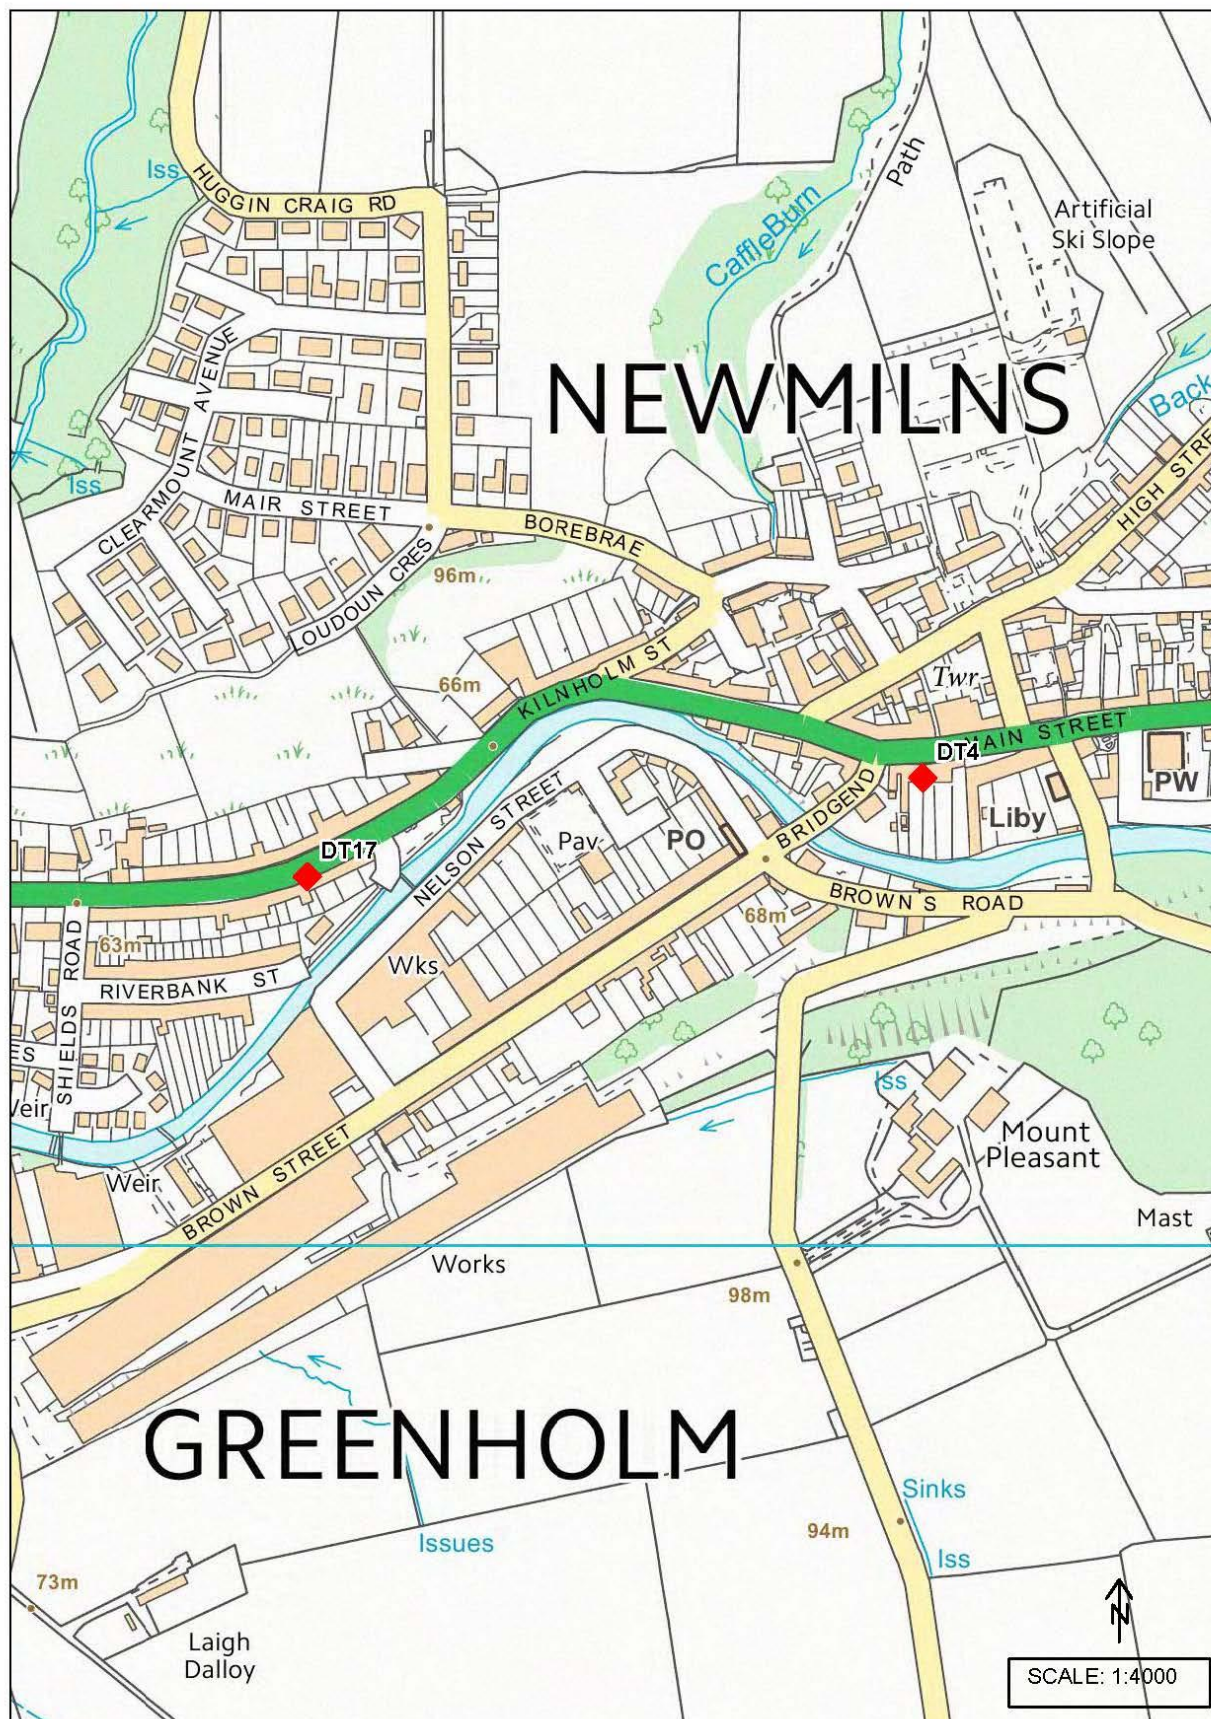 Iss
HUGGIN CRAIG RD
Path
Artificial
Ski Slope
Caffle Burn
NEWMILNS
Back
CLEARMOUNT AVENUE
HIGH STRE
Iss
MAIR STREET
BOREBRAE
LOUDOUN CRES
96m
66m
KILNHOLM ST
Twr
MAIN STREET
DT4
PW
Liby
BRIDGEND
PO
Pav
NELSON STREET
DT17
BROWN'S ROAD
68m
63m
Wks
RIVERBANK ST
SHIELDS ROAD
ES
Weir
Iss
Mount
Pleasant
Weir
BROWN STREET
Mast
Works
98m
GREENHOLM
Sinks
94m
Issues
Iss
73m
Laigh
Dalloy
N
SCALE: 1:4000